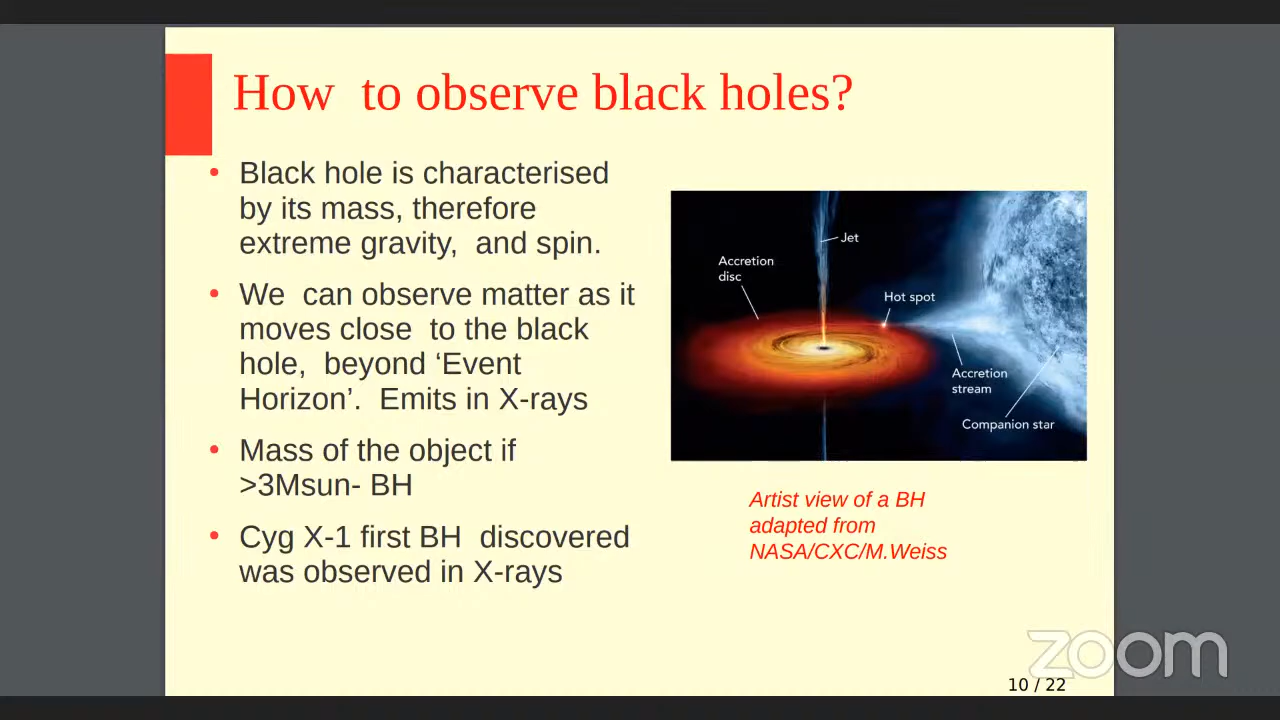 How to observe black holes?
• Black hole is characterised
by its mass, therefore
extreme gravity, and spin.
• We can observe matter as it
moves close to the black
hole, beyond ‘Event
Horizon’. Emits in X-rays
• Mass of the object if
>3Msun- BH
• Cyg X-1 first BH discovered
was observed in X-rays
Jet
Accretion
disc
Hot spot
Accretion
stream
Companion star
Artist view of a BH
adapted from
NASA/CXC/M.Weiss
zoom
10 / 22